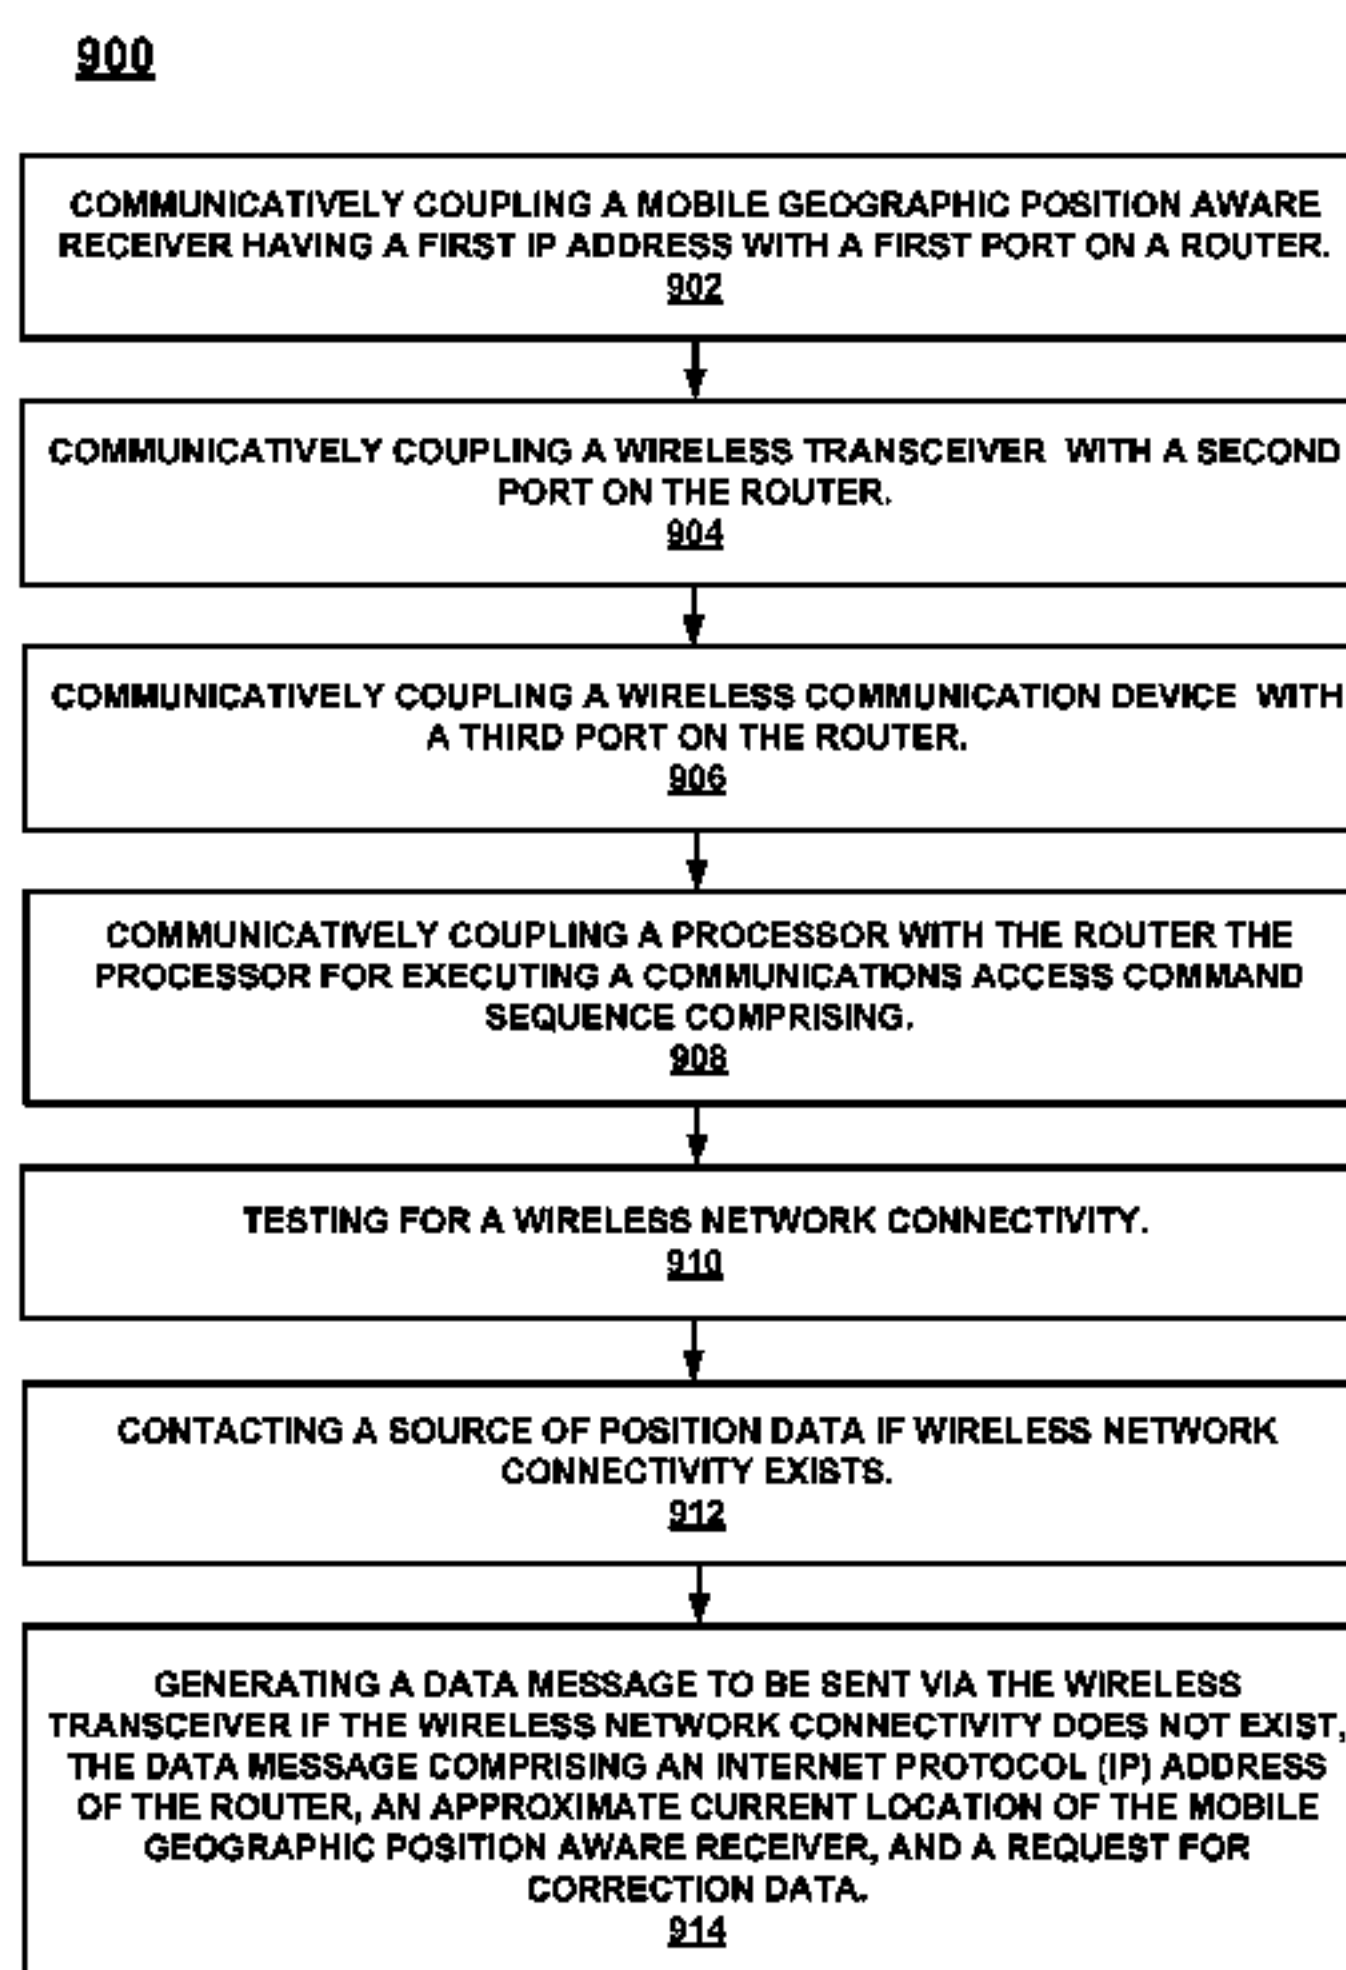 900
COMMUNICATIVELY COUPLING A MOBILE GEOGRAPHIC POSITION AWARE
RECEIVER HAVING A FIRST IP ADDRESS WITH A FIRST PORT ON A ROUTER.
902
COMMUNICATIVELY COUPLING A WIRELESS TRANSCEIVER WITH A SECOND
PORT ON THE ROUTER.
904
COMMUNICATIVELY COUPLING A WIRELESS COMMUNICATION DEVICE WITH
A THIRD PORT ON THE ROUTER.
906
COMMUNICATIVELY COUPLING A PROCESSOR WITH THE ROUTER THE
PROCESSOR FOR EXECUTING A COMMUNICATIONS ACCESS COMMAND
SEQUENCE COMPRISING.
908
TESTING FOR A WIRELESS NETWORK CONNECTIVITY.
910
CONTACTING A SOURCE OF POSITION DATA IF WIRELESS NETWORK
CONNECTIVITY EXISTS.
912
GENERATING A DATA MESSAGE TO BE SENT VIA THE WIRELESS
TRANSCEIVER IF THE WIRELESS NETWORK CONNECTIVITY DOES NOT EXIST,
THE DATA MESSAGE COMPRISING AN INTERNET PROTOCOL (IP) ADDRESS
OF THE ROUTER, AN APPROXIMATE CURRENT LOCATION OF THE MOBILE
GEOGRAPHIC POSITION AWARE RECEIVER, AND A REQUEST FOR
CORRECTION DATA.
914